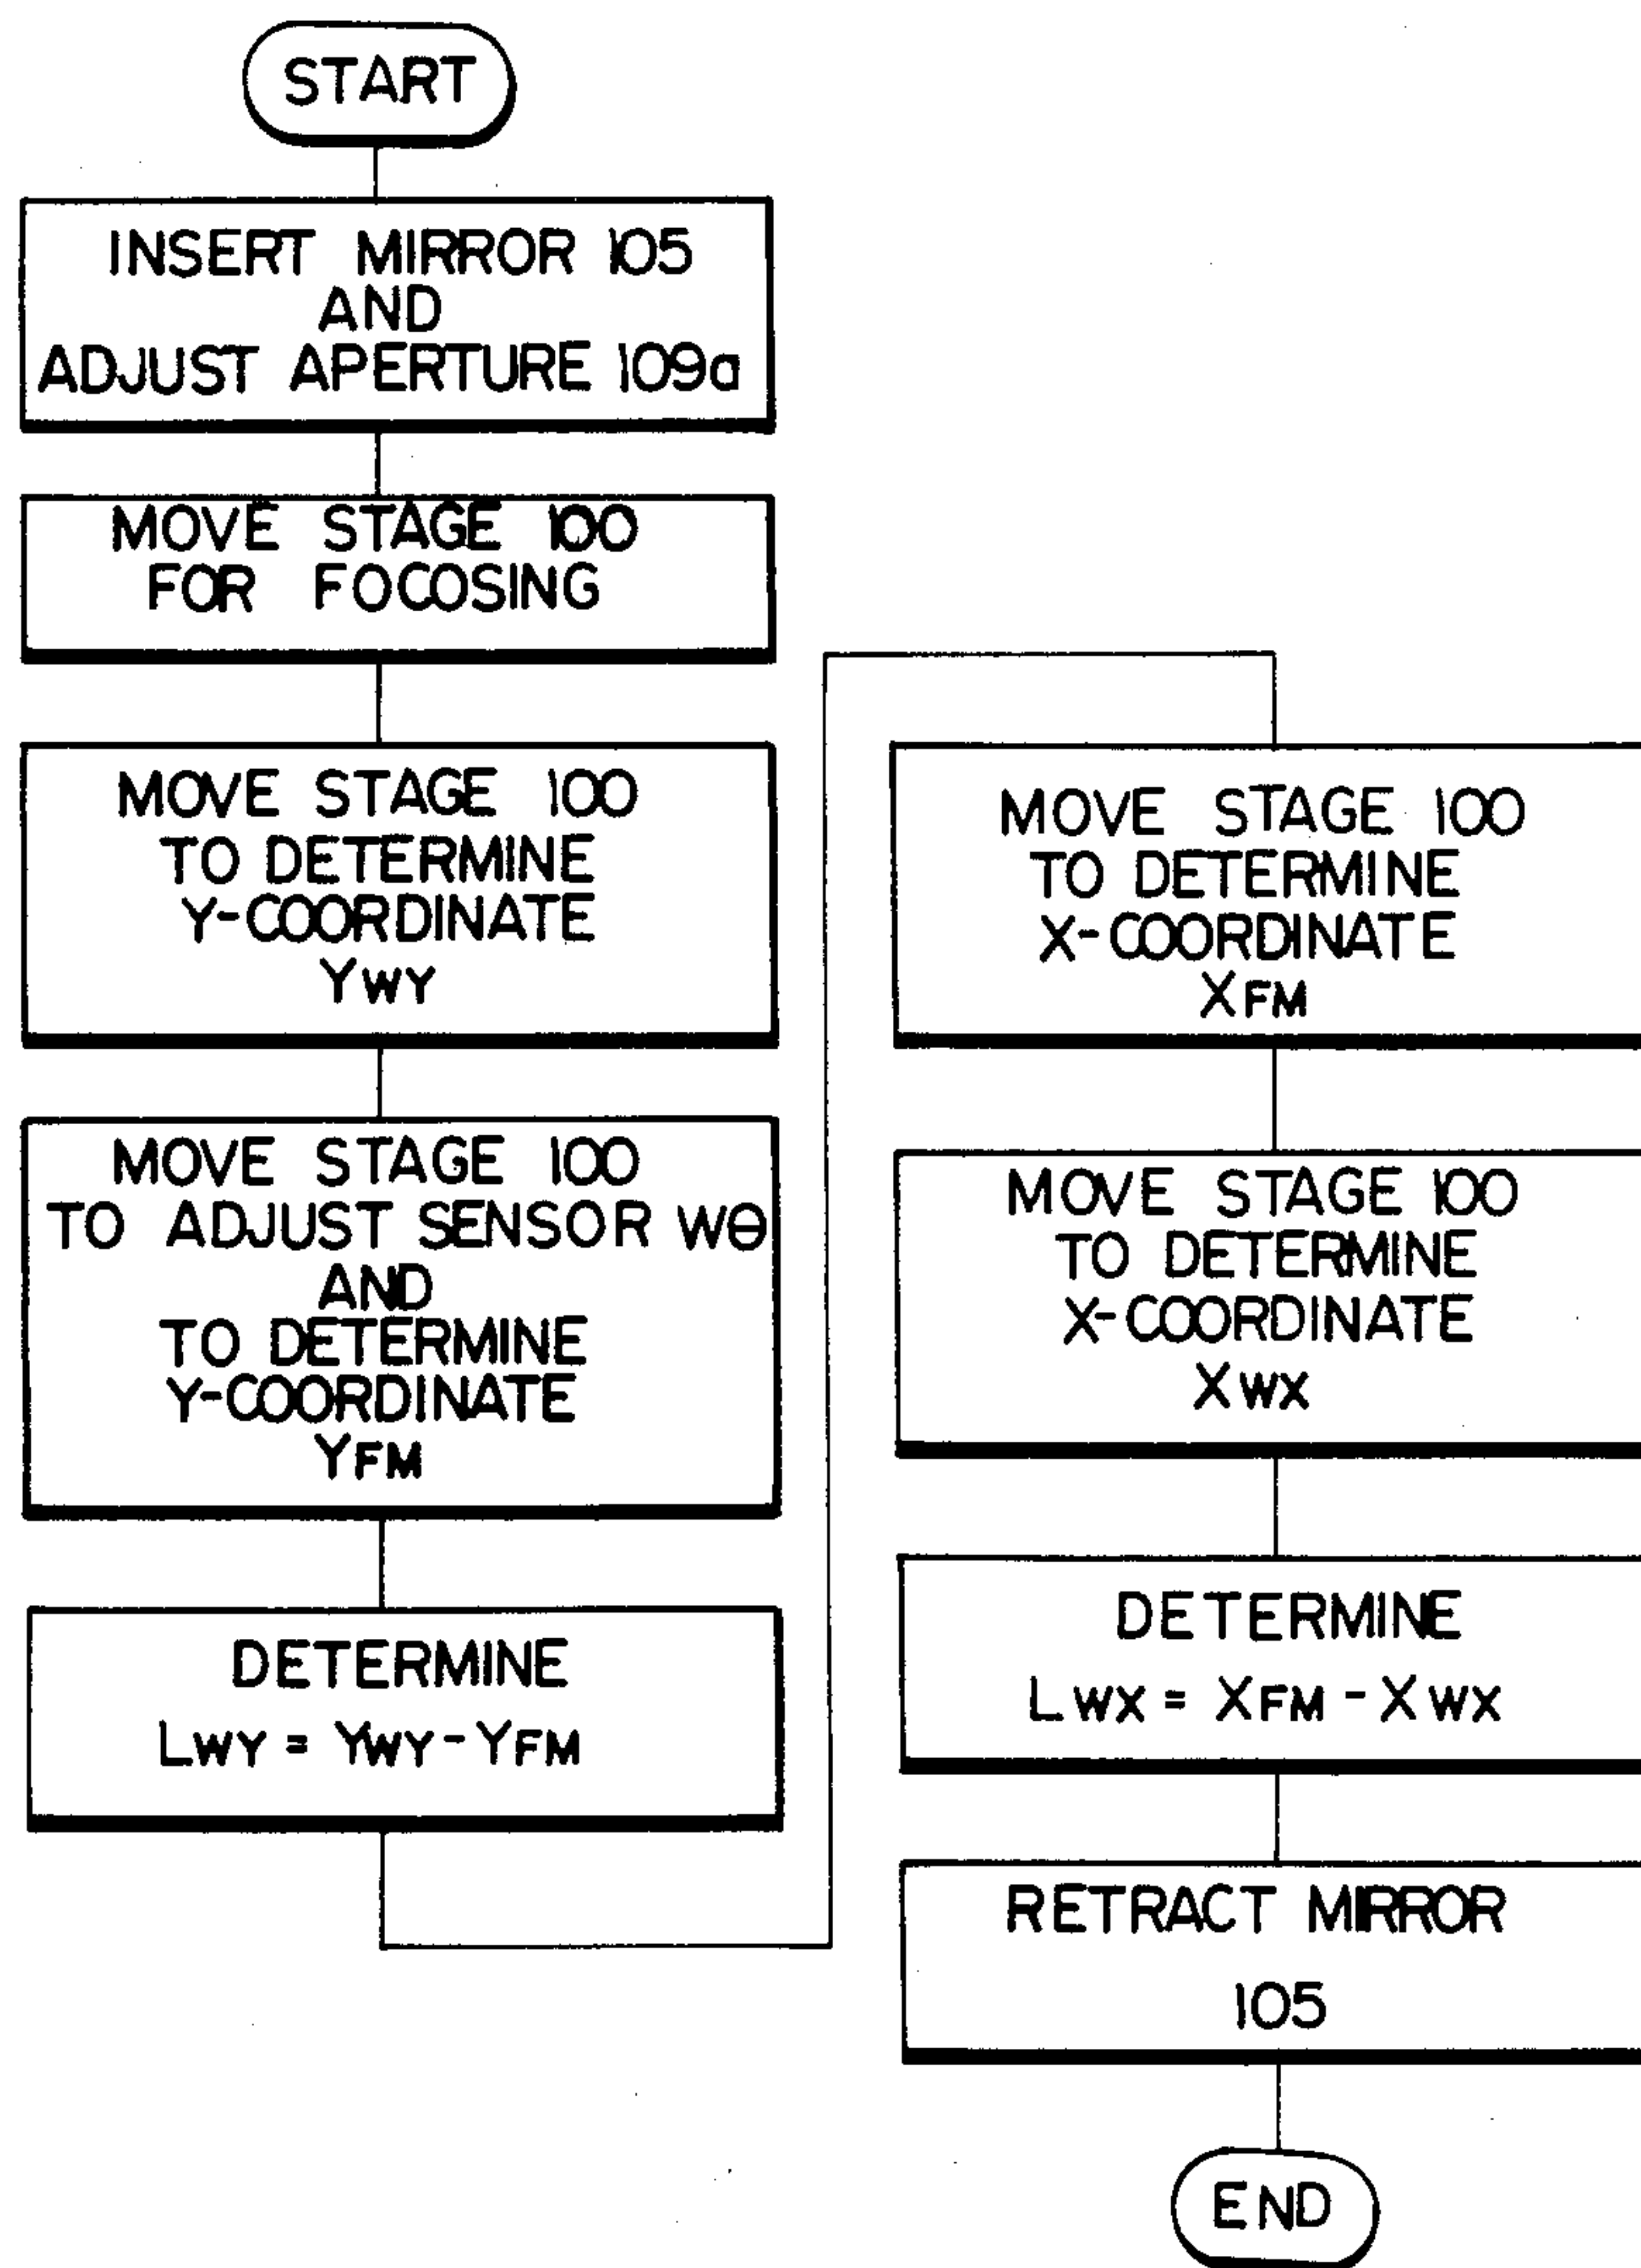 START
INSERT MIRROR 105
AND
ADJUST APERTURE 109a
MOVE STAGE 100
FOR FOCOSING
MOVE STAGE 100
TO DETERMINE
Y-COORDINATE
YWY
MOVE STAGE 100
TO ADJUST SENSOR WΘ
AND
TO DETERMINE
Y-COORDINATE
YFM
DETERMINE
LWY = YWY - YFM
MOVE STAGE 100
TO DETERMINE
X-COORDINATE
XFM
MOVE STAGE 100
TO DETERMINE
X-COORDINATE
XWX
DETERMINE
LWX = XFM - XWX
RETRACT MIRROR
105
END